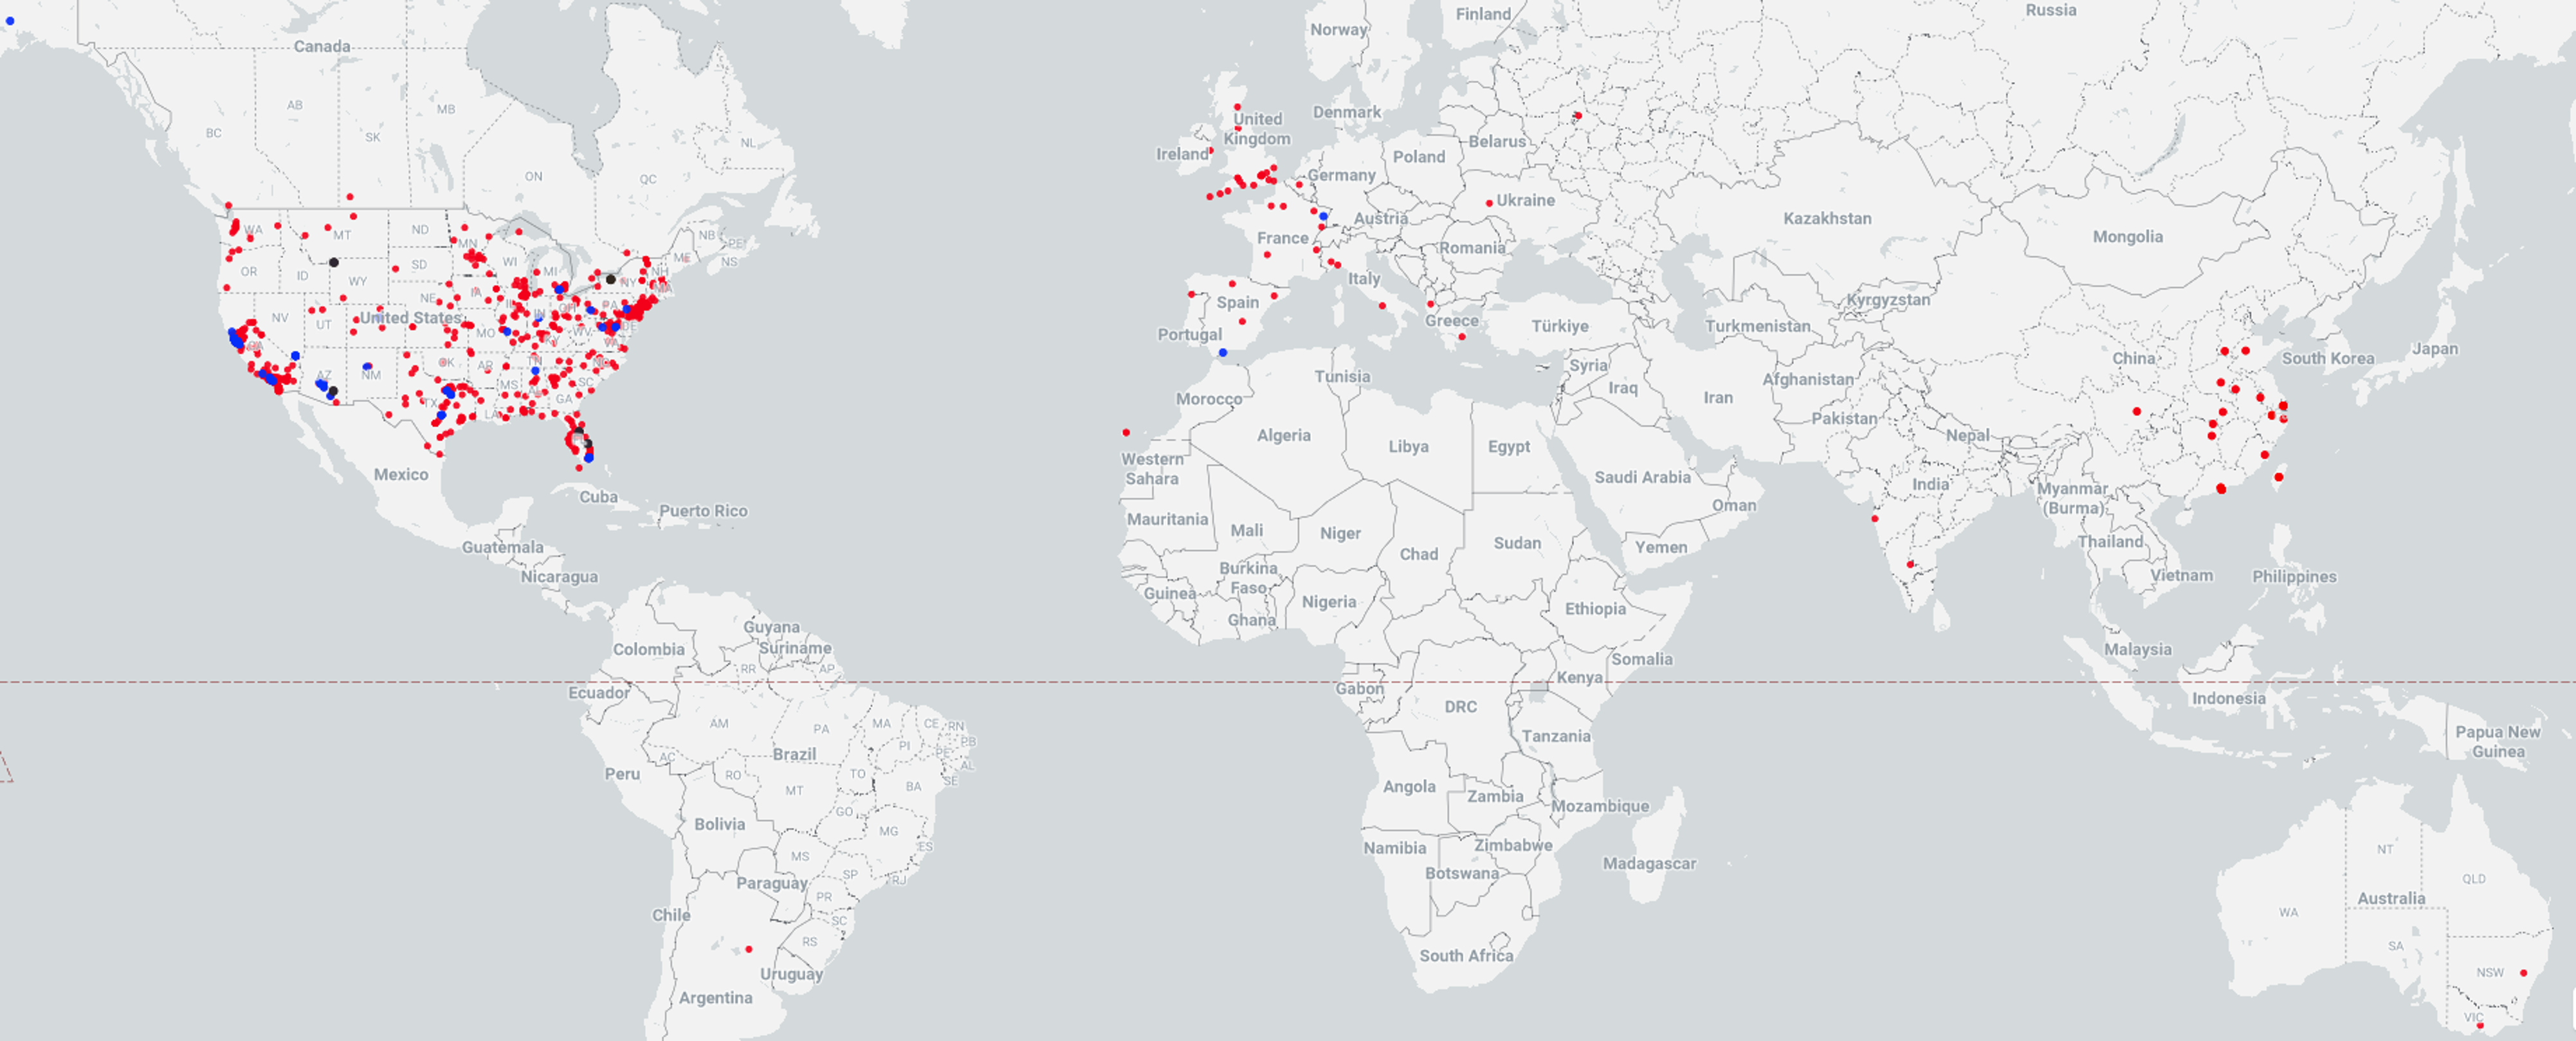 Finland
Russia
Norway
Canada
AB
MB
BC
SK
NL
ON
QC
United
Kingdom
Denmark
Ireland
Belarus
Poland
Germany
Ukraine
Austria
Kazakhstan
Mongolia
WA
MT
ND
MN
NB
PE
NS
OR
ID
WY
SD
WI
MI
NH
ME
NY
MA
France
Romania
Italy
Spain
Portugal
Greece
Türkiye
Kyrgyzstan
Turkmenistan
NV
UT
NE
IA
IL
IN
OH
PA
United States
MO
KY
WV
VA
DE
CA
AZ
NM
OK
AR
TN
NC
SC
MS
AL
GA
TX
LA
China
South Korea
Japan
Syria
Iraq
Iran
Afghanistan
Pakistan
Nepal
Tunisia
Morocco
Algeria
Libya
Egypt
Western
Sahara
Saudi Arabia
Oman
India
Myanmar
(Burma)
Mexico
Cuba
Puerto Rico
Guatemala
Nicaragua
Mauritania
Mali
Niger
Chad
Sudan
Yemen
Thailand
Vietnam
Philippines
Burkina
Faso
Guinea
Ghana
Nigeria
Ethiopia
Somalia
Kenya
Malaysia
Indonesia
Papua New
Guinea
Guyana
Suriname
Colombia
RR
AP
Ecuador
Gabon
DRC
Tanzania
AM
PA
MA
CE
RN
PB
PI
PE
AL
SE
AC
Brazil
Peru
RO
TO
BA
MT
GO
Bolivia
MG
ES
MS
SP
RJ
Paraguay
PR
SC
Chile
RS
Uruguay
Argentina
Angola
Zambia
Mozambique
Namibia
Zimbabwe
Botswana
Madagascar
South Africa
NT
QLD
Australia
WA
SA
NSW
VIC